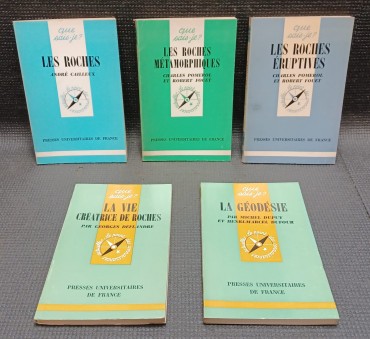 que
sais-je?
LES ROCHES
ANDRÉ CAILLEUX
PRESSES UNIVERSITAIRES DE FRANCE
que
sais-je?
LES ROCHES
MÉTAMORPHIQUES
CHARLES POMEROL
ET ROBERT FOUET
PRESSES UNIVERSITAIRES DE FRANCE
que
sais-je?
LES ROCHES
ÉRUPTIVES
CHARLES POMEROL
ET ROBERT FOUET
PRESSES UNIVERSITAIRES DE FRANCE
que
sais-je?
LA VIE
CRÉATRICE DE ROCHES
PAR GEORGES DEFLANDRE
PRESSES UNIVERSITAIRES
DE FRANCE
que
sais-je?
LA GÉODÉSIE
PAR MICHEL DUPUY
ET HENRI-MARCEL DUFOUR
PRESSES UNIVERSITAIRES
DE FRANCE